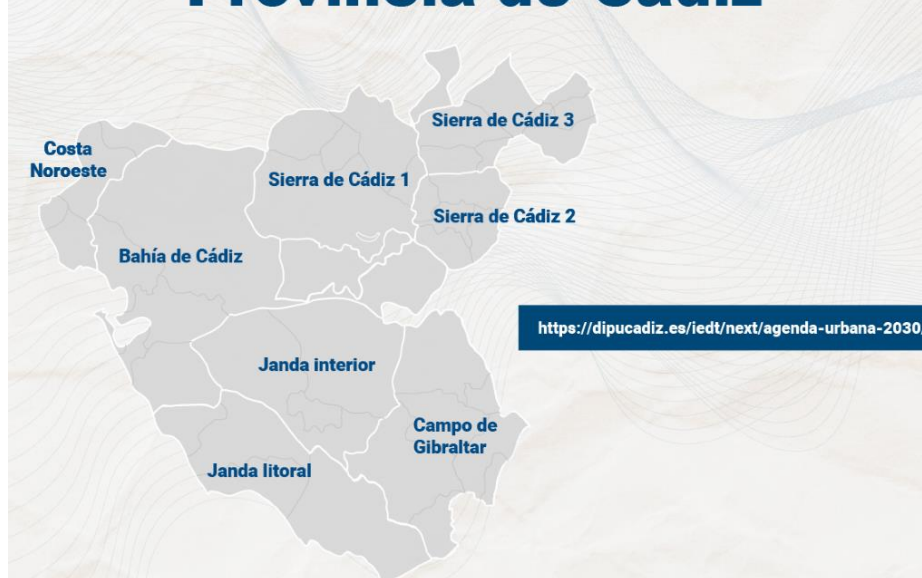 Provincia de Cádiz
Sierra de Cádiz 3
Costa
Noroeste
Sierra de Cádiz 1
Sierra de Cádiz 2
Bahía de Cádiz
https://dipucadiz.es/iedt/next/agenda-urbana-2030/
Janda interior
Campo de
Gibraltar
Janda litoral